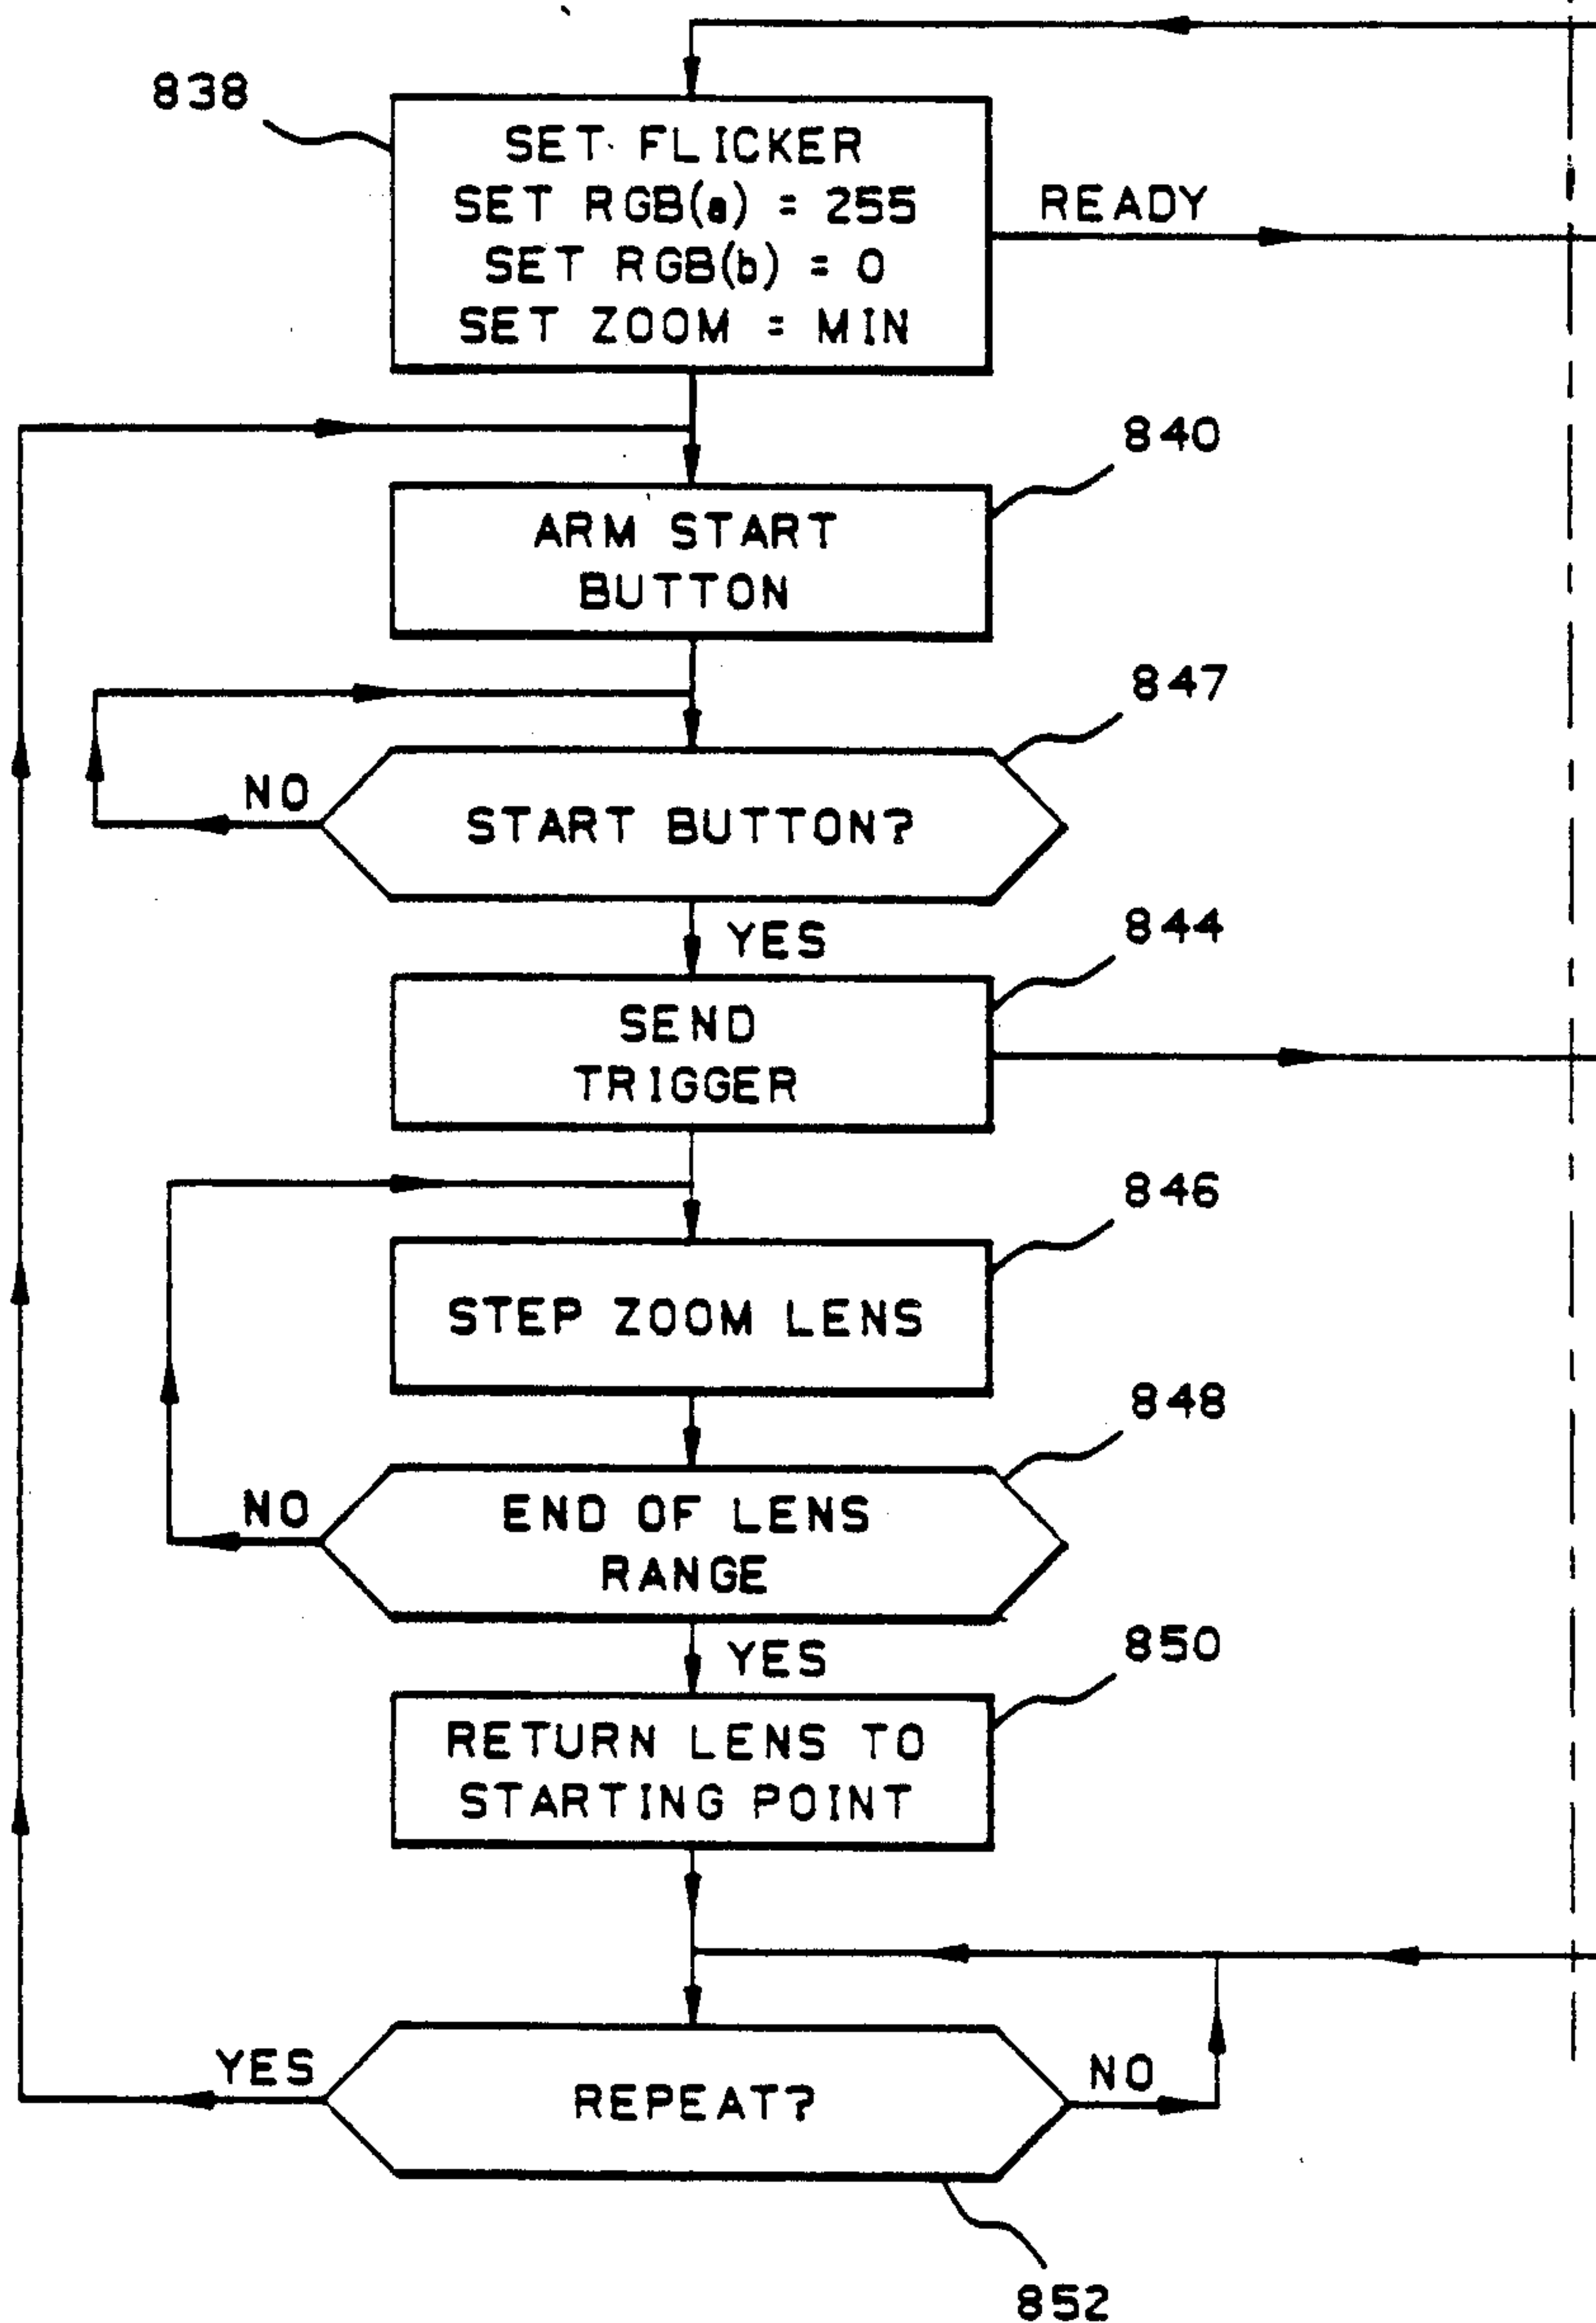 838
SET FLICKER
SET RGB(a) = 255
SET RGB(b) = 0
SET ZOOM = MIN
READY
840
ARM START
BUTTON
847
NO
START BUTTON?
YES
844
SEND
TRIGGER
846
STEP ZOOM LENS
848
NO
END OF LENS
RANGE
YES
850
RETURN LENS TO
STARTING POINT
YES
REPEAT?
NO
852